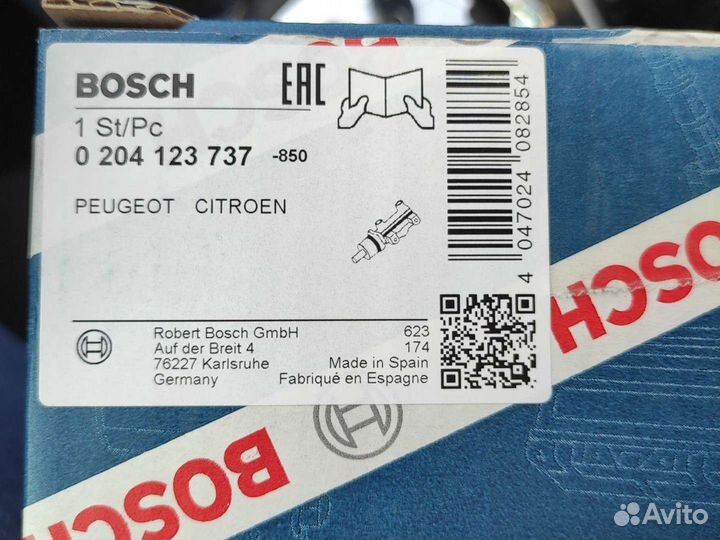 BOSCH
EAC
1 St/Pc
0 204 123 737 -850
PEUGEOT CITROEN
4 047024 082854
Robert Bosch GmbH
Auf der Breit 4
76227 Karlsruhe
Germany
623
174
Made in Spain
Fabriqué en Espagne
BOSCH
BOSCH
BOSCH
Avito